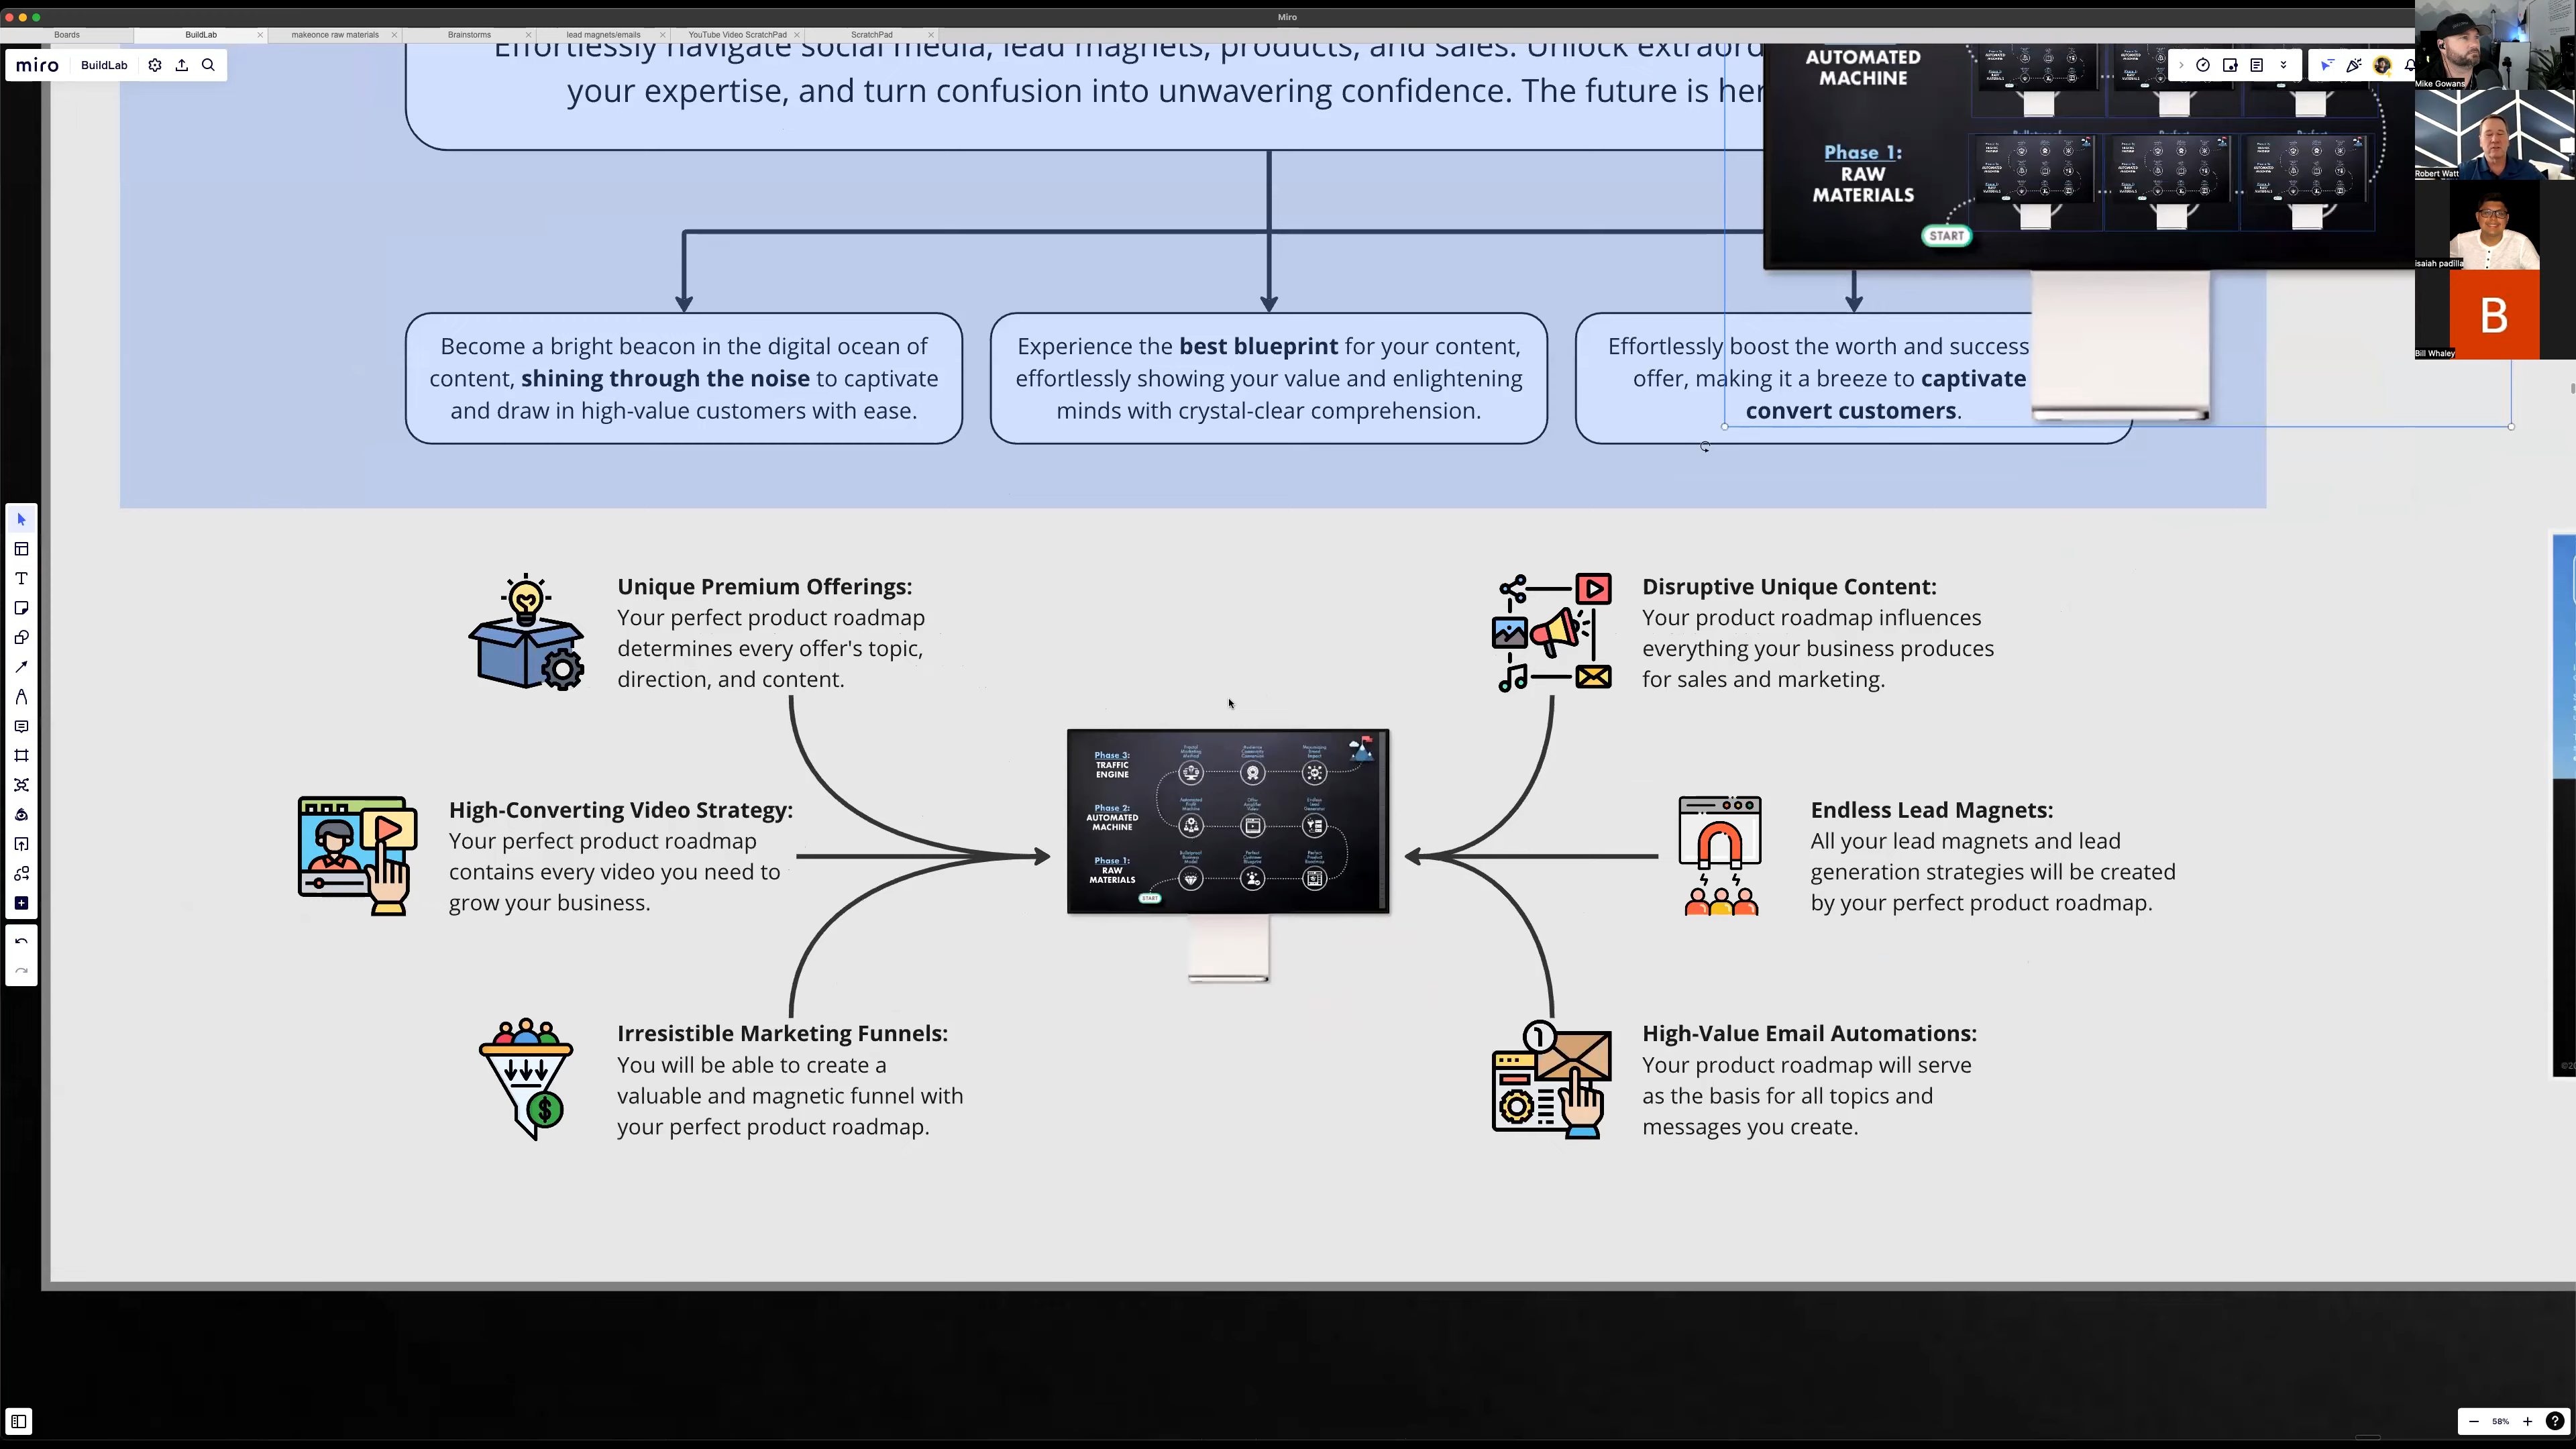 Miro
Boards
BuildLab
makeonce raw materials
Brainstorms
lead magnets/emails
YouTube Video ScratchPad
ScratchPad
miro
BuildLab
Effortlessly navigate social media, lead magnets, products, and sales. Unlock
your expertise, and turn confusion into unwavering confidence. The future is
AUTOMATED
MACHINE
Phase 1:
RAW
MATERIALS
START
Mike Gowans
Robert Watt
isaiah padilla
B
Bill Whaley
Become a bright beacon in the digital ocean of
content, shining through the noise to captivate
and draw in high-value customers with ease.
Experience the best blueprint for your content,
effortlessly showing your value and enlightening
minds with crystal-clear comprehension.
Effortlessly boost the worth and success
offer, making it a breeze to captivate
convert customers.
Unique Premium Offerings:
Your perfect product roadmap
determines every offer's topic,
direction, and content.
Disruptive Unique Content:
Your product roadmap influences
everything your business produces
for sales and marketing.
High-Converting Video Strategy:
Your perfect product roadmap
contains every video you need to
grow your business.
Phase 3:
TRAFFIC
ENGINE
Phase 2:
AUTOMATED
MACHINE
Phase 1:
RAW
MATERIALS
START
Endless Lead Magnets:
All your lead magnets and lead
generation strategies will be created
by your perfect product roadmap.
Irresistible Marketing Funnels:
You will be able to create a
valuable and magnetic funnel with
your perfect product roadmap.
High-Value Email Automations:
Your product roadmap will serve
as the basis for all topics and
messages you create.
58%